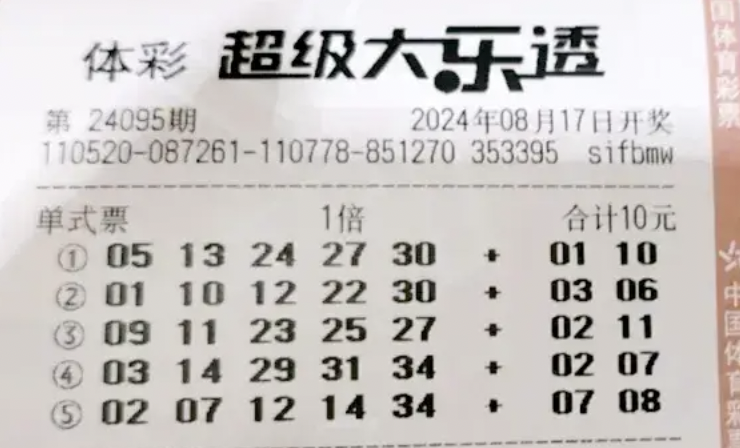 体彩 超级大乐透
第 24095期 2024年08月17日开奖
110520-087261-110778-851270 353395 sifbmw
单式票 1倍 合计10元
① 05 13 24 27 30 + 01 10
② 01 10 12 22 30 + 03 06
③ 09 11 23 25 27 + 02 11
④ 03 14 29 31 34 + 02 07
⑤ 02 07 12 14 34 + 07 08
国体育彩票
中国体育彩